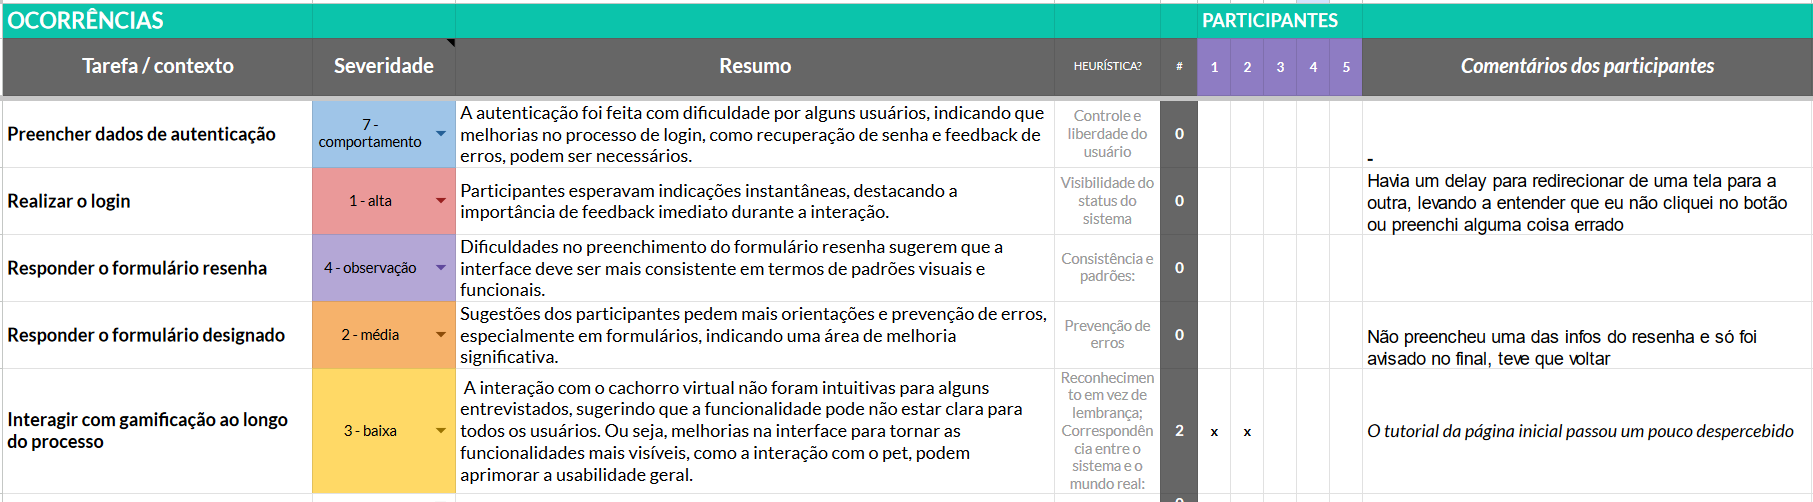 OCORRÊNCIAS PARTICIPANTES
Tarefa / contexto Severidade Resumo HEURÍSTICA? # 1 2 3 4 5 Comentários dos participantes
Preencher dados de autenticação
7 -
comportamento
A autenticação foi feita com dificuldade por alguns usuários, indicando que
melhorias no processo de login, como recuperação de senha e feedback de
erros, podem ser necessários.
Controle e
liberdade do
usuário
0
-
Realizar o login
1 - alta
Participantes esperavam indicações instantâneas, destacando a
importância de feedback imediato durante a interação.
Visibilidade do
status do
sistema
0
Havia um delay para redirecionar de uma tela para a
outra, levando a entender que eu não cliquei no botão
ou preenchi alguma coisa errado
Responder o formulário resenha
4 - observação
Dificuldades no preenchimento do formulário resenha sugerem que a
interface deve ser mais consistente em termos de padrões visuais e
funcionais.
Consistência e
padrões:
0
Responder o formulário designado
2 - média
Sugestões dos participantes pedem mais orientações e prevenção de erros,
especialmente em formulários, indicando uma área de melhoria
significativa.
Prevenção de
erros
0
Não preencheu uma das infos do resenha e só foi
avisado no final, teve que voltar
Interagir com gamificação ao longo
do processo
3 - baixa
A interação com o cachorro virtual não foram intuitivas para alguns
entrevistados, sugerindo que a funcionalidade pode não estar clara para
todos os usuários. Ou seja, melhorias na interface para tornar as
funcionalidades mais visíveis, como a interação com o pet, podem
aprimorar a usabilidade geral.
Reconhecimen
to em vez de
lembrança;
Correspondên
cia entre o
sistema e o
mundo real:
2
x x
O tutorial da página inicial passou um pouco despercebido